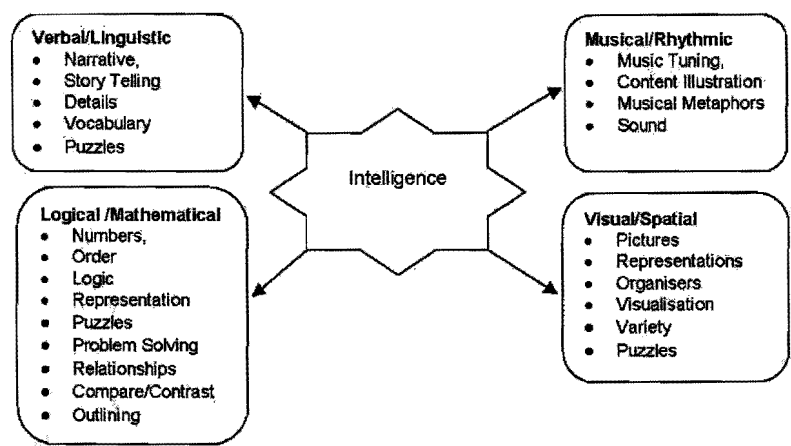 Verbal/Linguistic
• Narrative,
• Story Telling
• Details
• Vocabulary
• Puzzles
Musical/Rhythmic
• Music Tuning,
• Content Illustration
• Musical Metaphors
• Sound
Intelligence
Logical /Mathematical
• Numbers,
• Order
• Logic
• Representation
• Puzzles
• Problem Solving
• Relationships
• Compare/Contrast
• Outlining
Visual/Spatial
• Pictures
• Representations
• Organisers
• Visualisation
• Variety
• Puzzles